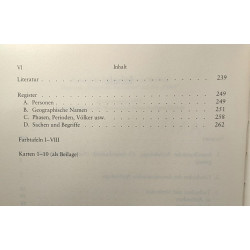 VI Inhalt
Literatur . . . . . . . . . . . . . . . . . . 239
Register . . . . . . . . . . . . . . . . . . 249
A. Personen . . . . . . . . . . . . . . . . 249
B. Geographische Namen . . . . . . . . . . . 251
C. Phasen, Perioden, Völker usw. . . . . . . . . 258
D. Sachen und Begriffe . . . . . . . . . . . . 262
Farbtafeln I–VIII
Karten 1–10 (als Beilage)